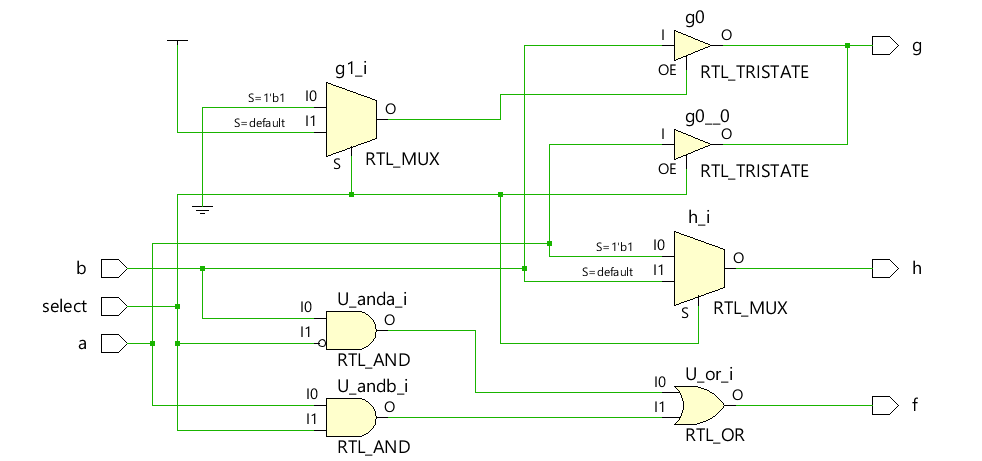 g0
I
O
g
OE
RTL_TRISTATE
g1_i
S=1'b1
I0
O
S=default
I1
S
RTL_MUX
g0__0
I
O
OE
RTL_TRISTATE
h_i
S=1'b1
I0
O
h
S=default
I1
S
RTL_MUX
b
select
a
U_anda_i
I0
O
I1
RTL_AND
U_andb_i
I0
O
I1
RTL_AND
U_or_i
I0
O
f
I1
RTL_OR